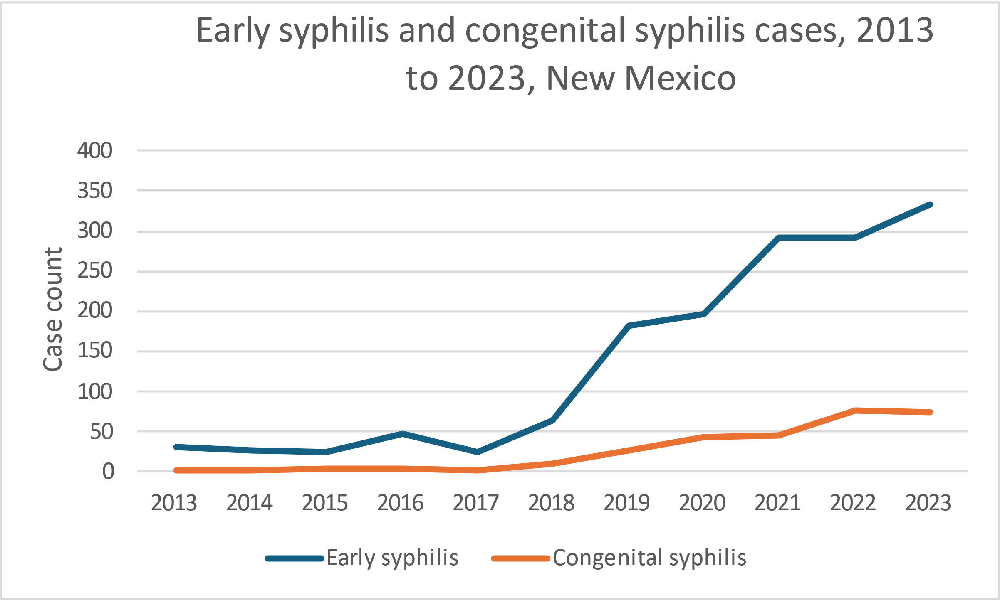 Early syphilis and congenital syphilis cases, 2013
to 2023, New Mexico
400
350
300
250
200
150
100
50
0
Case count
2013 2014 2015 2016 2017 2018 2019 2020 2021 2022 2023
Early syphilis Congenital syphilis